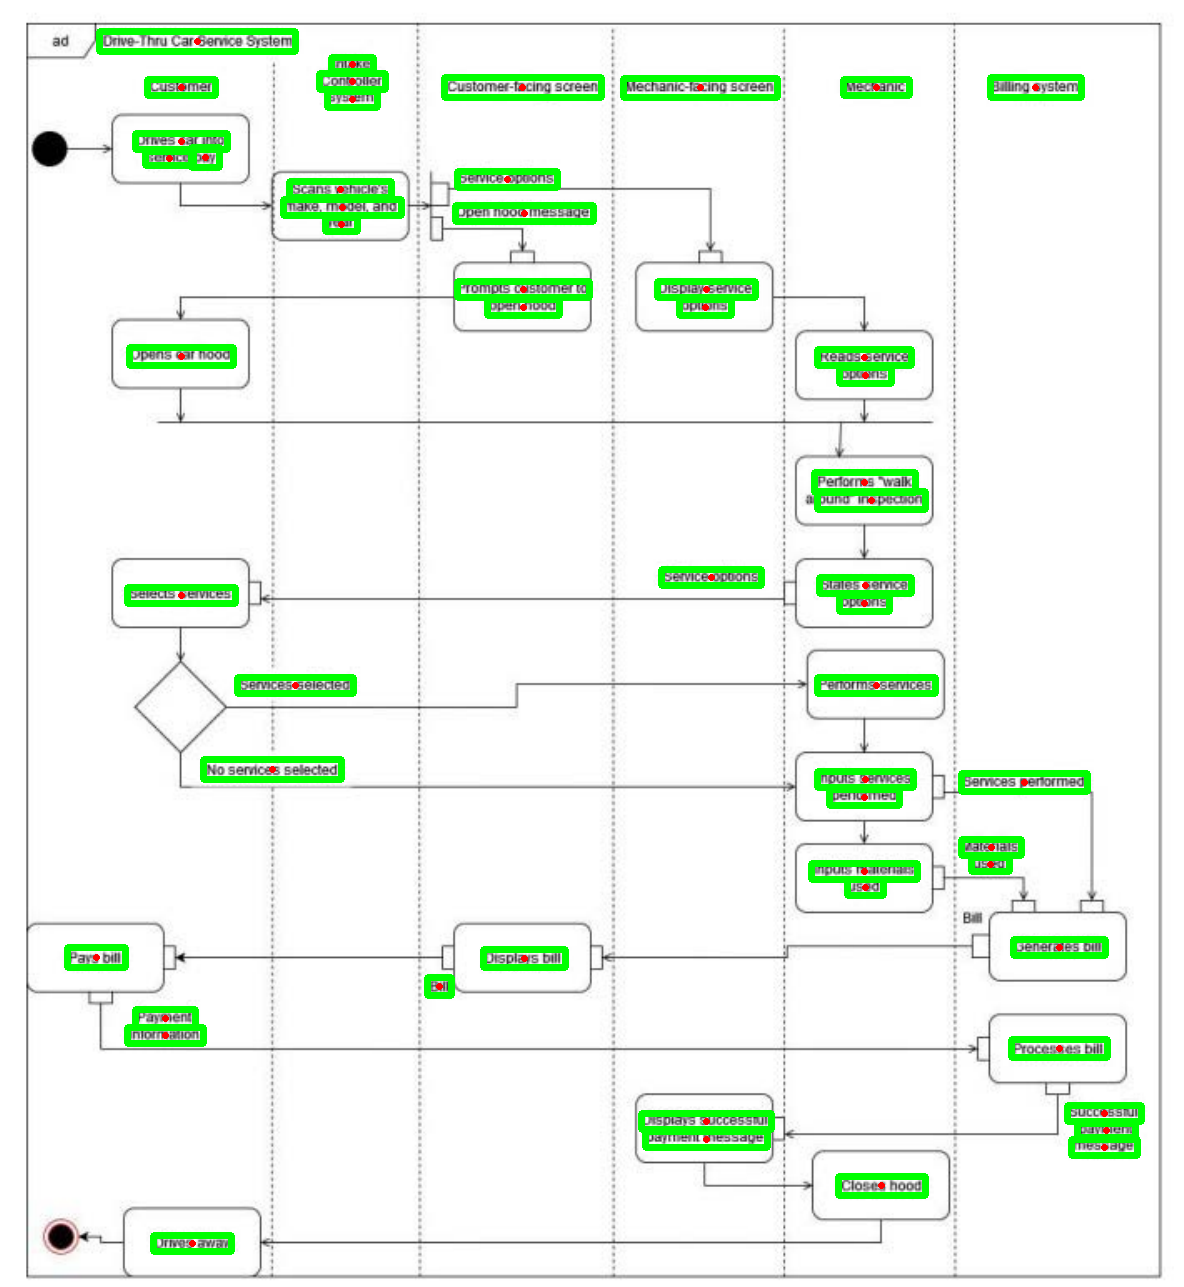 ad
Drive-Thru Car Service System
Customer
Intake
Controller
system
Customer-facing screen
Mechanic-facing screen
Mechanic
Billing system
Drives car into
service bay
Scans vehicle's
make, model, and
year
Service options
Open hood message
Prompts customer to
open hood
Display service
options
Opens car hood
Reads service
options
Performs "walk
around" inspection
Service options
Selects services
States service
options
Services selected
Performs services
No services selected
Inputs services
performed
Services performed
Inputs materials
used
Materials
used
Bill
Pays bill
Displays bill
Generates bill
Bill
Payment
information
Processes bill
Displays successful
payment message
Successful
payment
message
Closes hood
Drives away